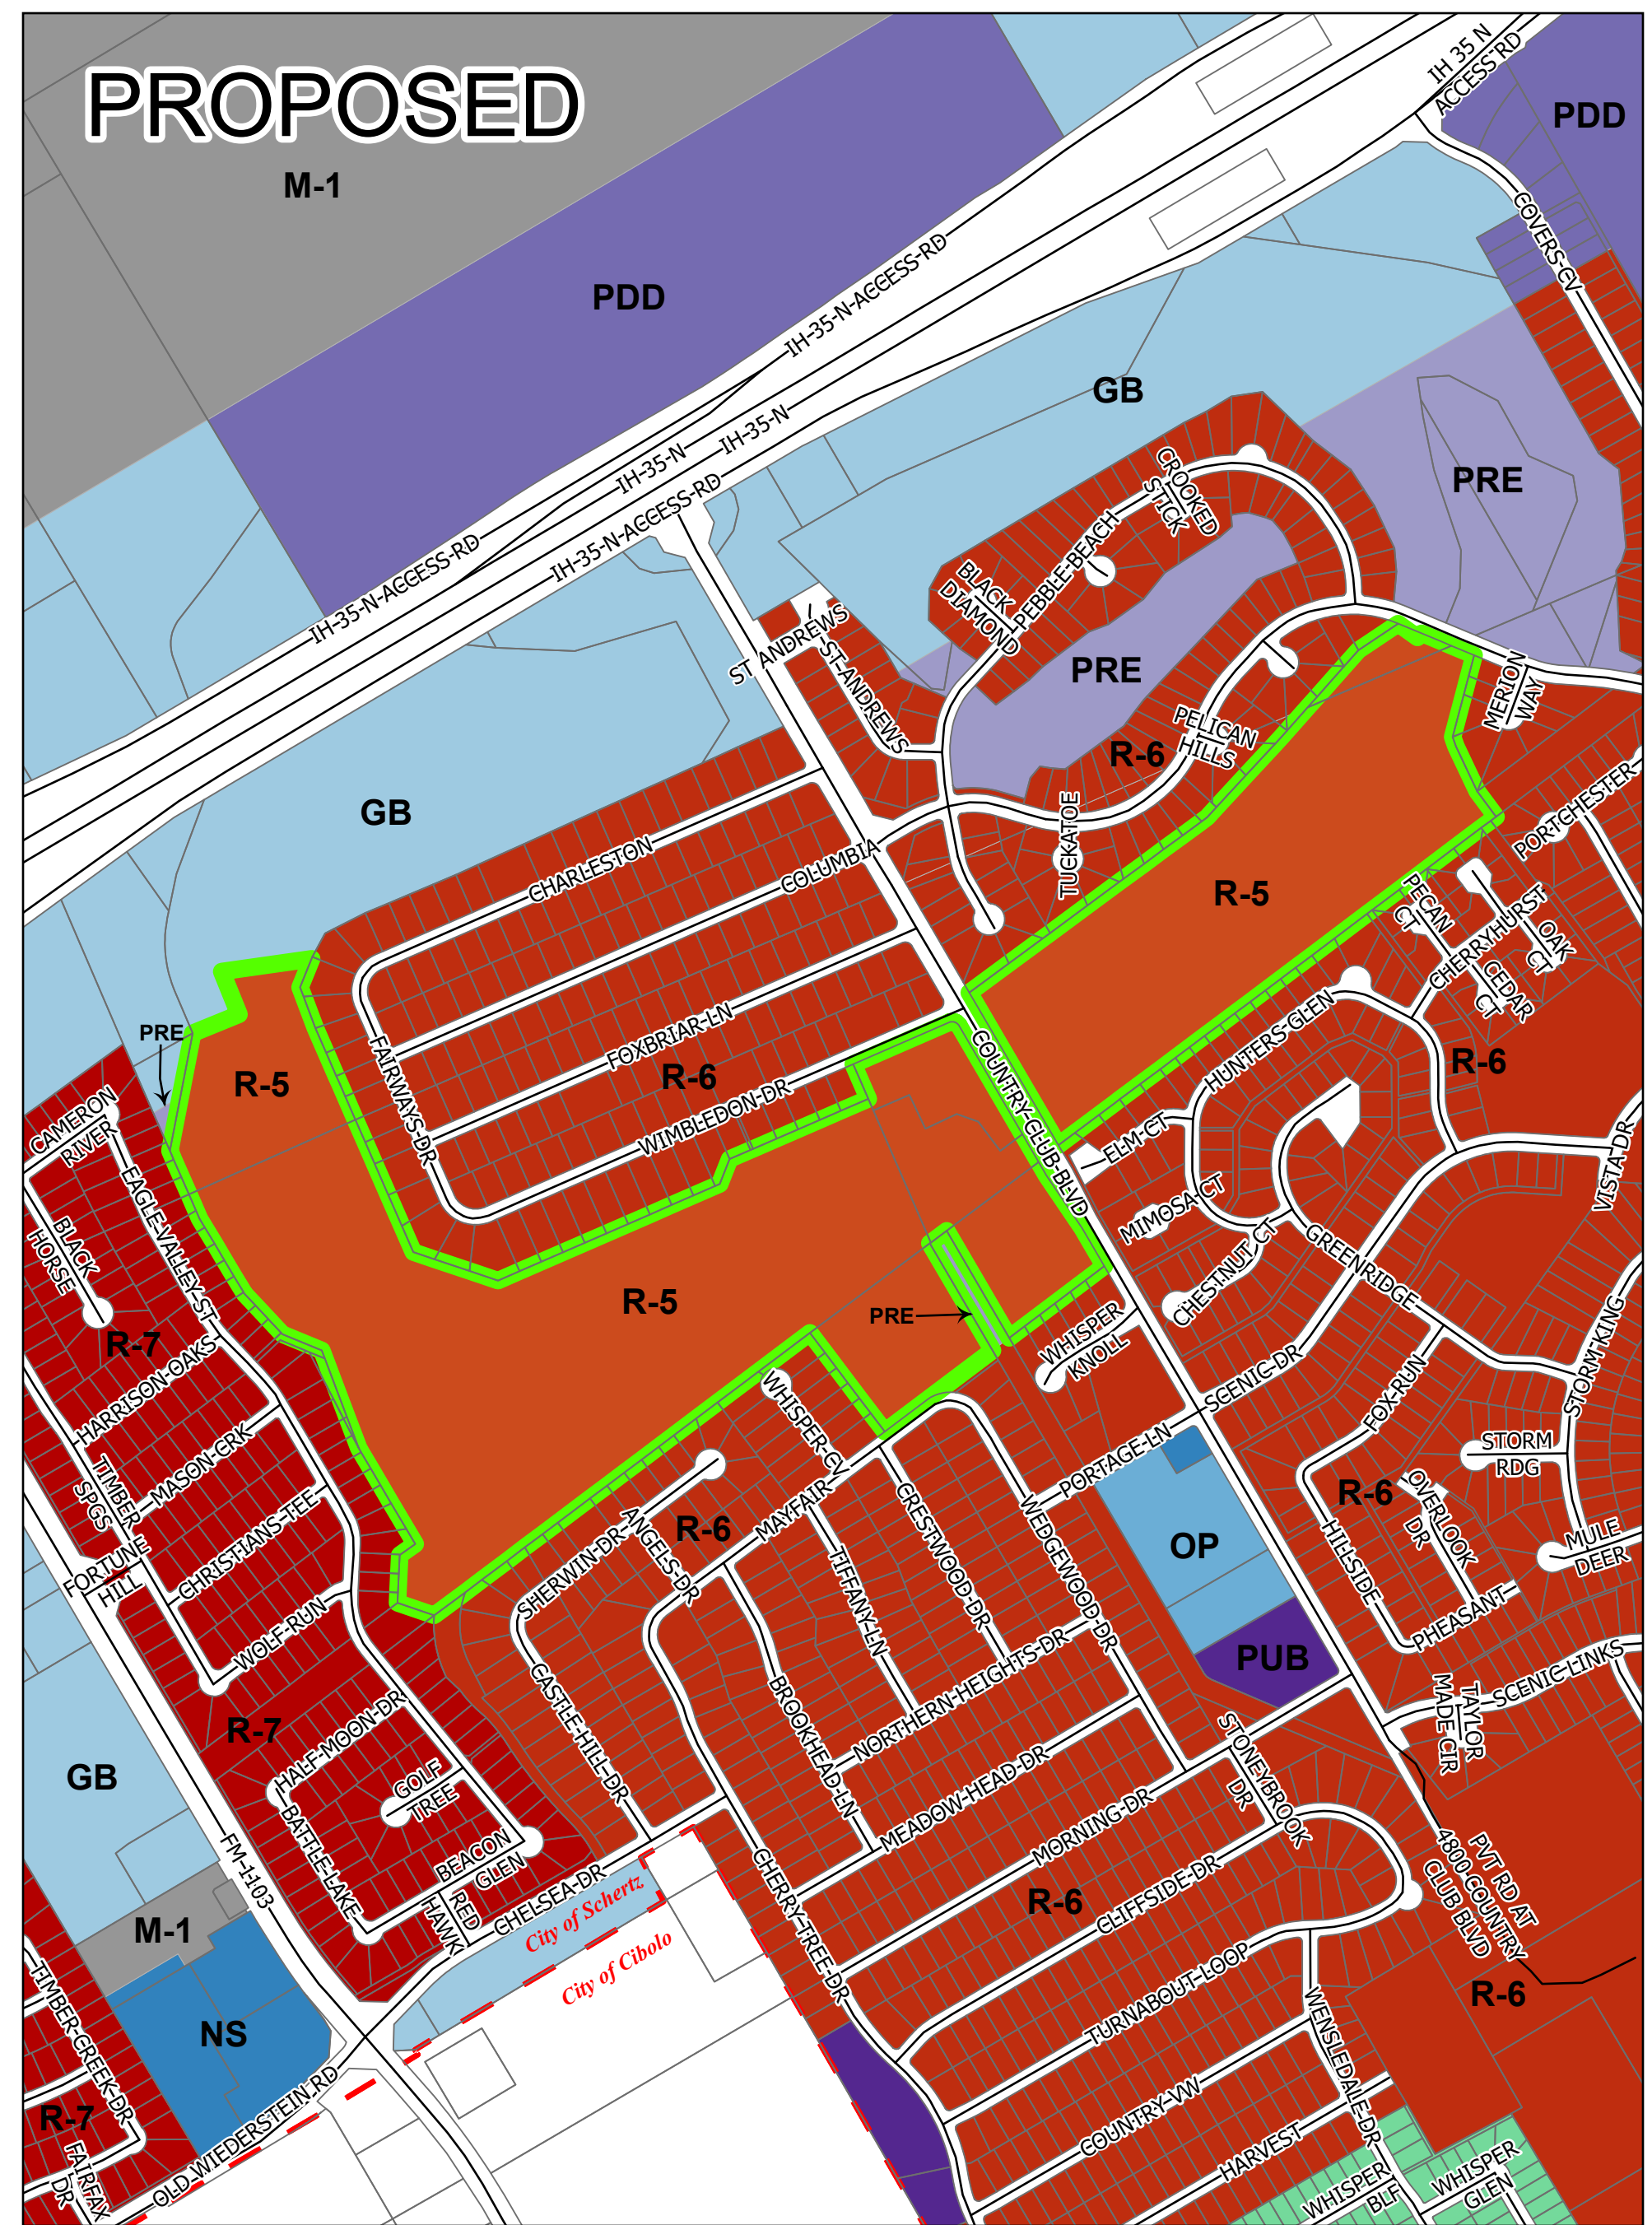 PROPOSED
IH 35 N
ACCESS RD
PDD
M-1
COVERS-CV
IH-35-N-ACCESS-RD
PDD
GB
IH-35-N
IH-35-N
PRE
CROOKED
STICK
IH-35-N-ACCESS-RD
IH-35-N-ACCESS-RD
PEBBLE-BEACH
BLACK
DIAMOND
ST ANDREWS
ST-ANDREWS
PRE
MERION
WAY
PELICAN
HILLS
R-6
GB
TUCKATOE
PORTCHESTER
CHARLESTON
COLUMBIA
R-5
PECAN
CT
CHERRYHURST
OAK
CT
CEDAR
CT
PRE
FOXBRIAR-LN
FAIRWAYS-DR
R-6
R-5
HUNTERS-GLEN
R-6
COUNTRY-CLUB-BLVD
WIMBLEDON-DR
CAMERON
RIVER
ELM-CT
VISTA DR
EAGLE-VALLEY-ST
MIMOSA-CT
BLACK
HORSE
CHESTNUT CT
GREENRIDGE
R-5
PRE
WHISPER
KNOLL
R-7
HARRISON-OAKS
STORM KING
SCENIC-DR
FOX-RUN
WHISPER-CV
MASON-CRK
TIMBER
SPGS
PORTAGE-LN
STORM
RDG
CHRISTIANS-TEE
R-6
SHERWIN-DR
ANGELS-DR
MAYFAIR
CRESTWOOD-DR
WEDGEWOOD-DR
R-6
OVERLOOK
DR
MULE
DEER
OP
HILLSIDE
FORTUNE
HILL
TIFFANY-LN
WOLF-RUN
PHEASANT
PUB
CASTLE-HILL-DR
BROOKHEAD-LN
NORTHERN-HEIGHTS-DR
SCENIC-LINKS
TAYLOR
MADE CIR
R-7
HALF-MOON-DR
GB
GOLF
TREE
STONEYBROOK
DR
MEADOW-HEAD-DR
MORNING-DR
BATTLE-LAKE
BEACON
GLEN
FM-1103
RED
HAWK
CHELSEA-DR
City of Schertz
City of Cibolo
CHERRY-TREE-DR
CLIFFSIDE-DR
R-6
PVT RD AT
4800 COUNTRY
CLUB BLVD
M-1
R-6
TIMBER-CREEK-DR
NS
TURNABOUT-LOOP
WENSLEDALE-DR
R-7
OLD-WIEDERSTEIN-RD
COUNTRY-VW
FAIRFAX
DR
HARVEST
WHISPER
BLF
WHISPER
GLEN